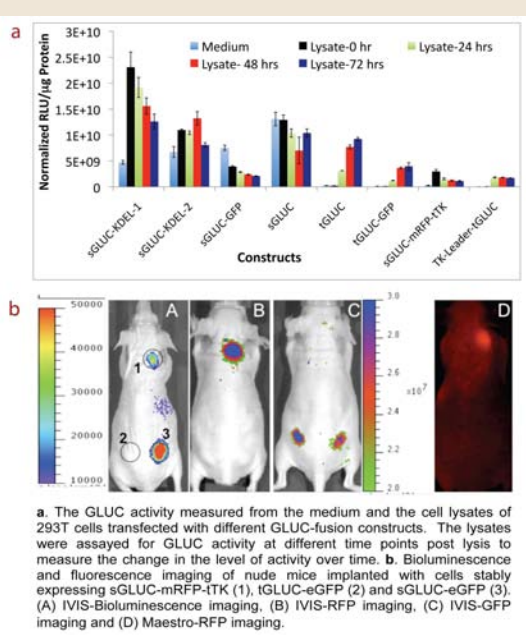 a
3E+10
2.5E+10
2E+10
1.5E+10
1E+10
5E+09
0
Normalized RLU/µg Protein
Medium
Lysate-0 hr
Lysate-24 hrs
Lysate- 48 hrs
Lysate-72 hrs
sGLUC-KDEL-1
sGLUC-KDEL-2
sGLUC-GFP
sGLUC
tGLUC
tGLUC-GFP
sGLUC-mRFP-tTK
TK-Leader-tGLUC
Constructs
b
50000
40000
30000
20000
10000
A
B
C
D
1
2
3
3.0
2.8
2.6
x10⁷
2.4
2.2
2.0
a. The GLUC activity measured from the medium and the cell lysates of
293T cells transfected with different GLUC-fusion constructs. The lysates
were assayed for GLUC activity at different time points post lysis to
measure the change in the level of activity over time. b. Bioluminescence
and fluorescence imaging of nude mice implanted with cells stably
expressing sGLUC-mRFP-tTK (1), tGLUC-eGFP (2) and sGLUC-eGFP (3).
(A) IVIS-Bioluminescence imaging, (B) IVIS-RFP imaging, (C) IVIS-GFP
imaging and (D) Maestro-RFP imaging.